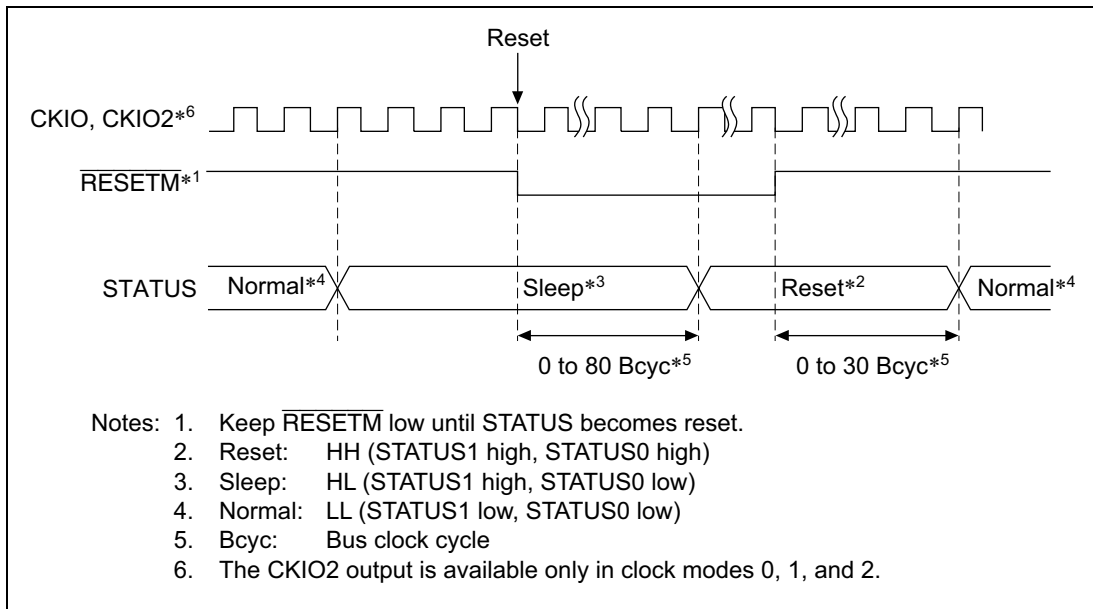 Reset
CKIO, CKIO2*6
RESETM*1
STATUS Normal*4 Sleep*3 Reset*2 Normal*4
0 to 80 Bcyc*5 0 to 30 Bcyc*5
Notes: 1. Keep RESETM low until STATUS becomes reset.
2. Reset: HH (STATUS1 high, STATUS0 high)
3. Sleep: HL (STATUS1 high, STATUS0 low)
4. Normal: LL (STATUS1 low, STATUS0 low)
5. Bcyc: Bus clock cycle
6. The CKIO2 output is available only in clock modes 0, 1, and 2.